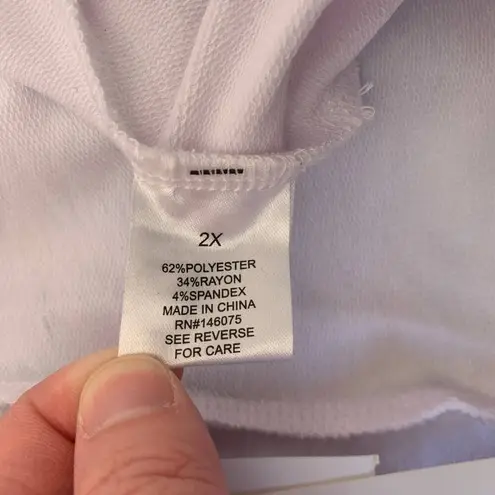 2X
62%POLYESTER
34%RAYON
4%SPANDEX
MADE IN CHINA
RN#146075
SEE REVERSE
FOR CARE